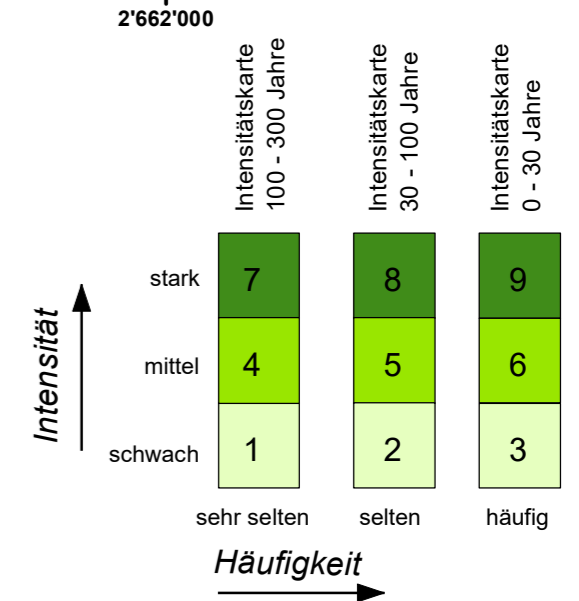 2'662'000
Intensitätskarte
100 - 300 Jahre
Intensitätskarte
30 - 100 Jahre
Intensitätskarte
0 - 30 Jahre
Intensität
stark 7 8 9
mittel 4 5 6
schwach 1 2 3
sehr selten selten häufig
Häufigkeit